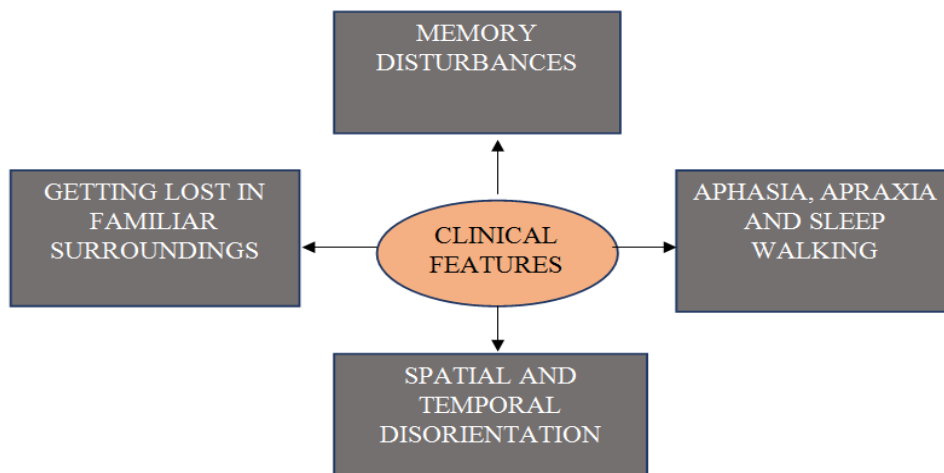 MEMORY
DISTURBANCES
GETTING LOST IN
FAMILIAR
SURROUNDINGS
CLINICAL
FEATURES
APHASIA, APRAXIA
AND SLEEP
WALKING
SPATIAL AND
TEMPORAL
DISORIENTATION